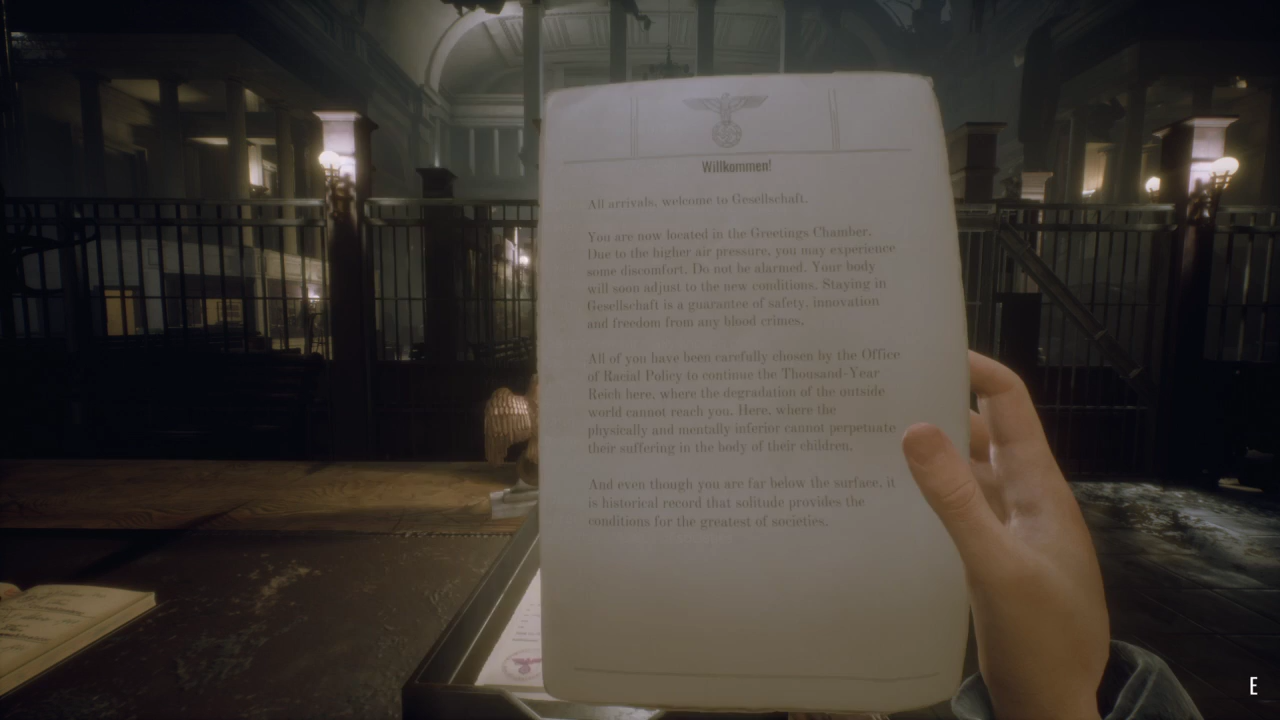 Willkommen!
All arrivals, welcome to Gesellschaft.
You are now located in the Greetings Chamber.
Due to the higher air pressure, you may experience
some discomfort. Do not be alarmed. Your body
will soon adjust to the new conditions. Staying in
Gesellschaft is a guarantee of safety, innovation
and freedom from any blood crimes.
All of you have been carefully chosen by the Office
of Racial Policy to continue the Thousand-Year
Reich here, where the degradation of the outside
world cannot reach you. Here, where the
physically and mentally inferior cannot perpetuate
their suffering in the body of their children.
And even though you are far below the surface, it
is historical record that solitude provides the
conditions for the greatest of societies.
E